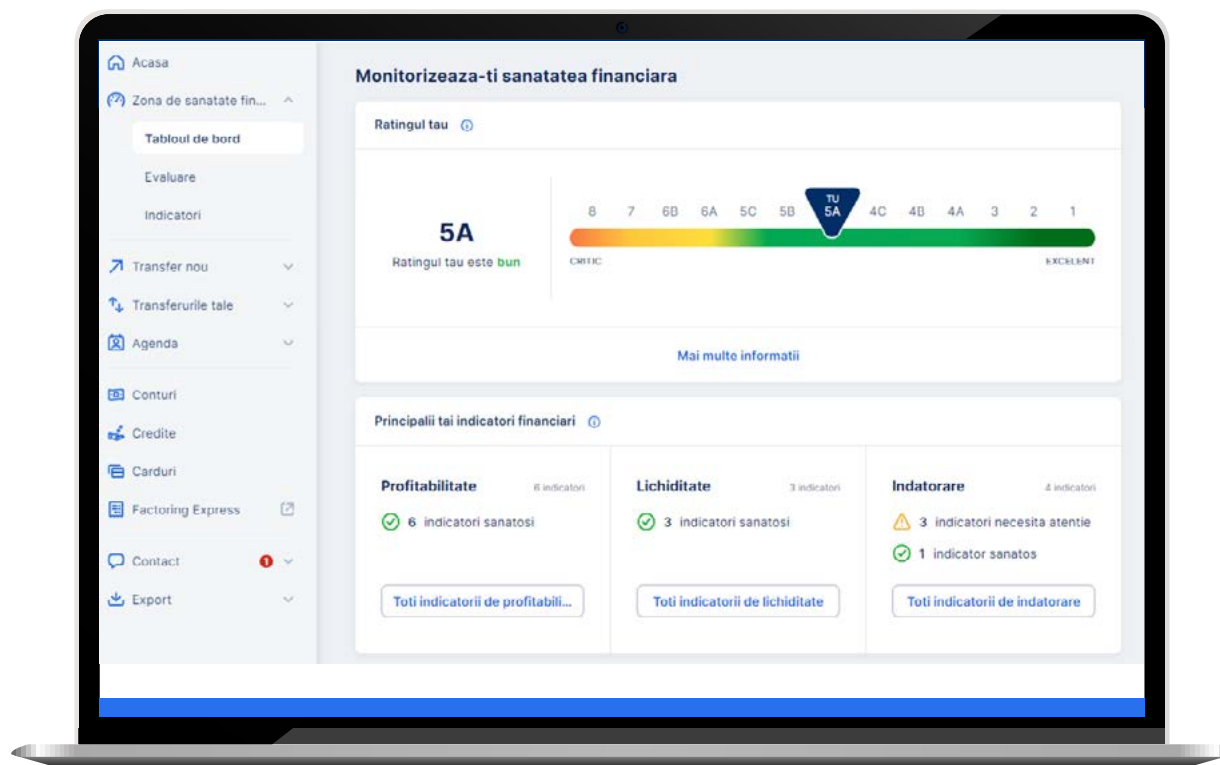 Acasa
Zona de sanatate fin...
Tabloul de bord
Evaluare
Indicatori
Transfer nou
Transferurile tale
Agenda
Conturi
Credite
Carduri
Factoring Express
Contact
1
Export
Monitorizeaza-ti sanatatea financiara
Ratingul tau
5A
Ratingul tau este bun
8 7 6B 6A 5C 5B TU 4C 4B 4A 3 2 1
5A
CRITIC EXCELENT
Mai multe informatii
Principalii tai indicatori financiari
Profitabilitate 6 indicatori
6 indicatori sanatosi
Toti indicatorii de profitabili...
Lichiditate 3 indicatori
3 indicatori sanatosi
Toti indicatorii de lichiditate
Indatorare 4 indicatori
3 indicatori necesita atentie
1 indicator sanatos
Toti indicatorii de indatorare